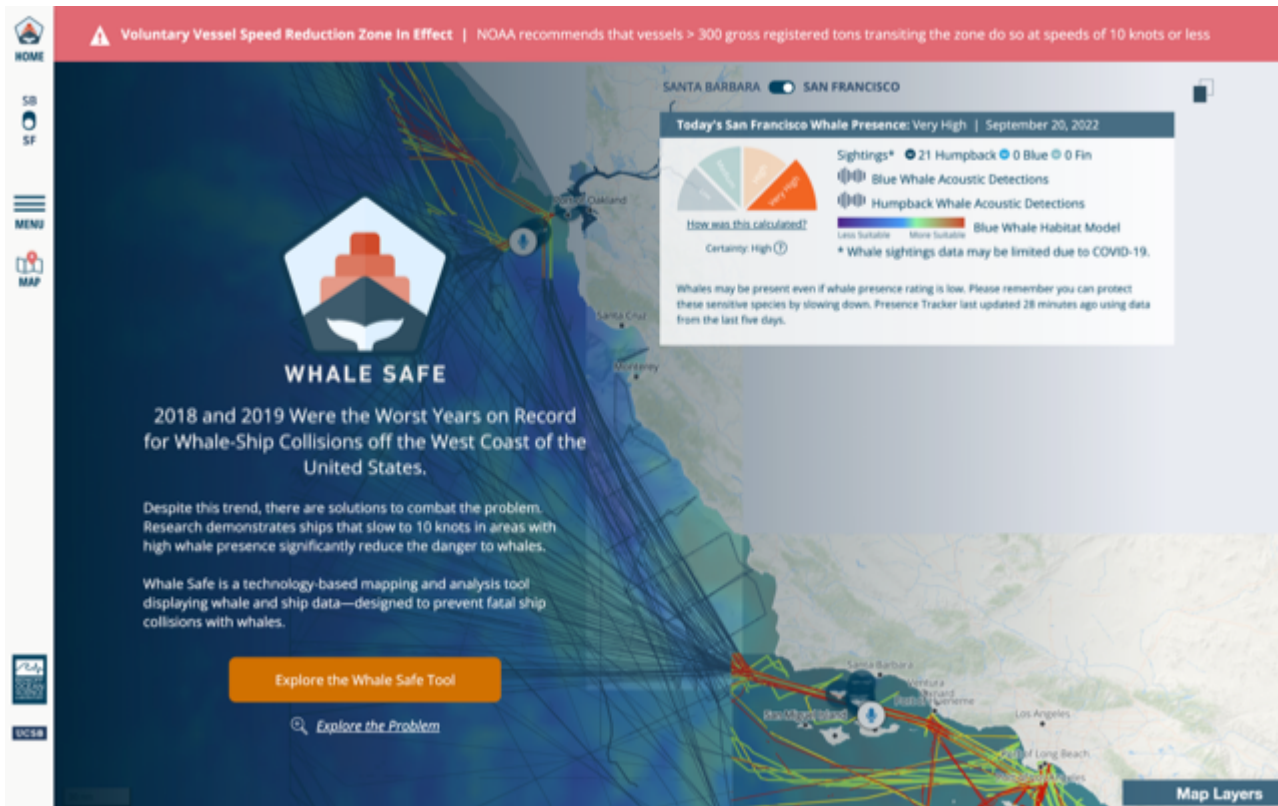 HOME
SB
SF
MENU
MAP
UCSB
Voluntary Vessel Speed Reduction Zone In Effect | NOAA recommends that vessels > 300 gross registered tons transiting the zone do so at speeds of 10 knots or less
SANTA BARBARA SAN FRANCISCO
Today's San Francisco Whale Presence: Very High | September 20, 2022
Very High
How was this calculated?
Certainty: High ?
Sightings* 21 Humpback 0 Blue 0 Fin
Blue Whale Acoustic Detections
Humpback Whale Acoustic Detections
Less Suitable More Suitable Blue Whale Habitat Model
* Whale sightings data may be limited due to COVID-19.
Whales may be present even if whale presence rating is low. Please remember you can protect
these sensitive species by slowing down. Presence Tracker last updated 28 minutes ago using data
from the last five days.
WHALE SAFE
2018 and 2019 Were the Worst Years on Record
for Whale-Ship Collisions off the West Coast of the
United States.
Despite this trend, there are solutions to combat the problem.
Research demonstrates ships that slow to 10 knots in areas with
high whale presence significantly reduce the danger to whales.
Whale Safe is a technology-based mapping and analysis tool
displaying whale and ship data—designed to prevent fatal ship
collisions with whales.
Explore the Whale Safe Tool
Explore the Problem
Oakland
Santa Cruz
Monterey
Santa Barbara
Ventura
San Miguel Island
Los Angeles
of Long Beach
Map Layers